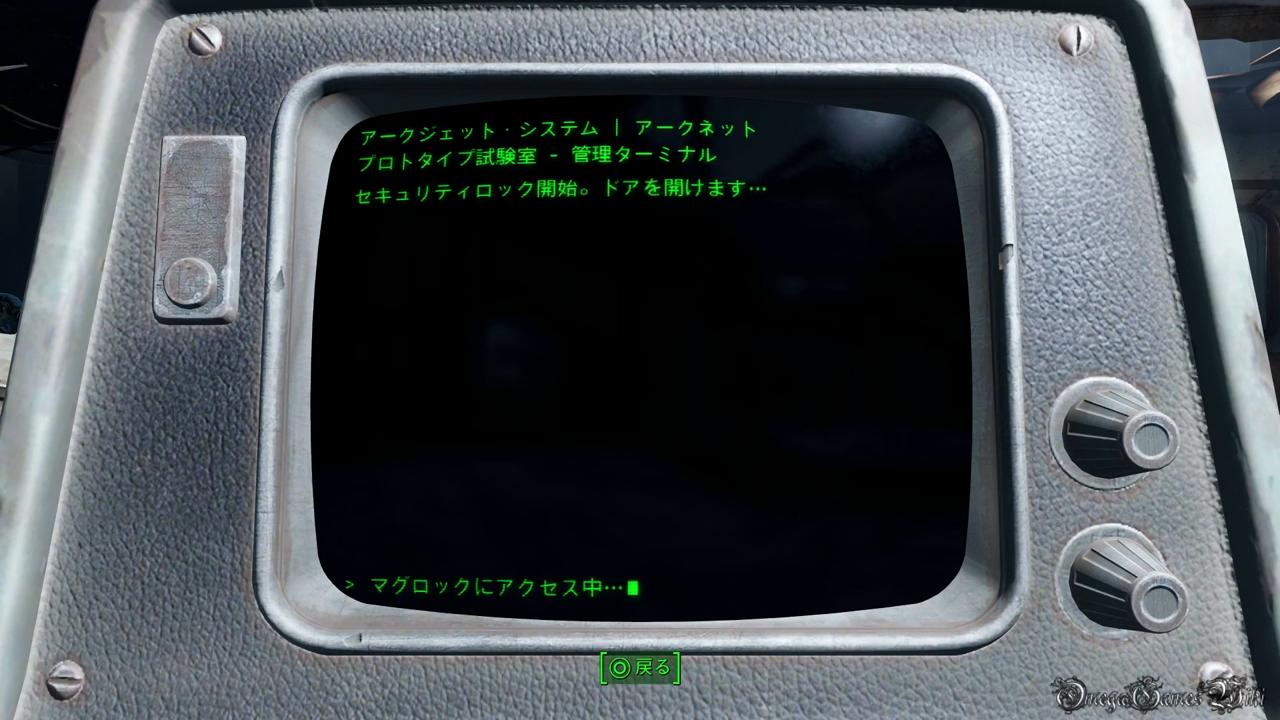 アークジェット・システム | アークネット
プロトタイプ試験室 - 管理ターミナル
セキュリティロック開始。ドアを開けます…
> マグロックにアクセス中…
[◎戻る]
OmegaGames Wiki